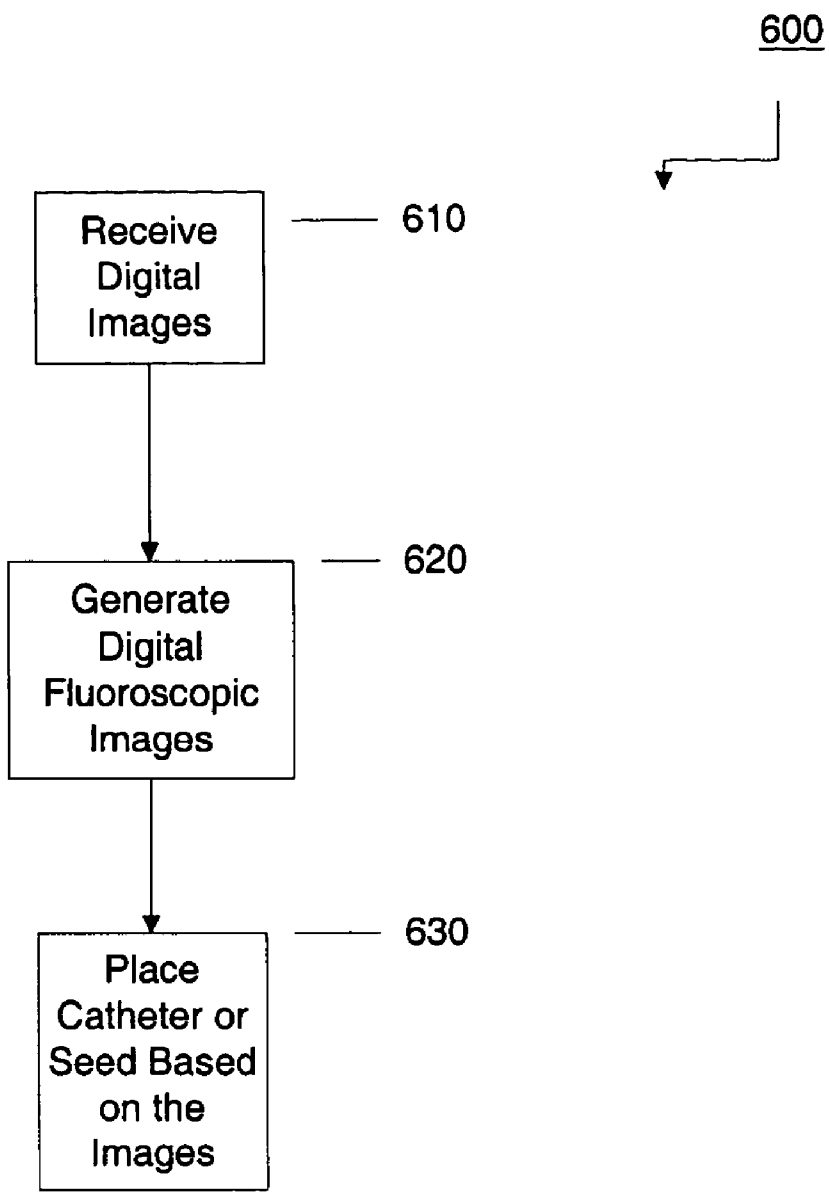 600
Receive
Digital
Images
610
Generate
Digital
Fluoroscopic
Images
620
Place
Catheter or
Seed Based
on the
Images
630